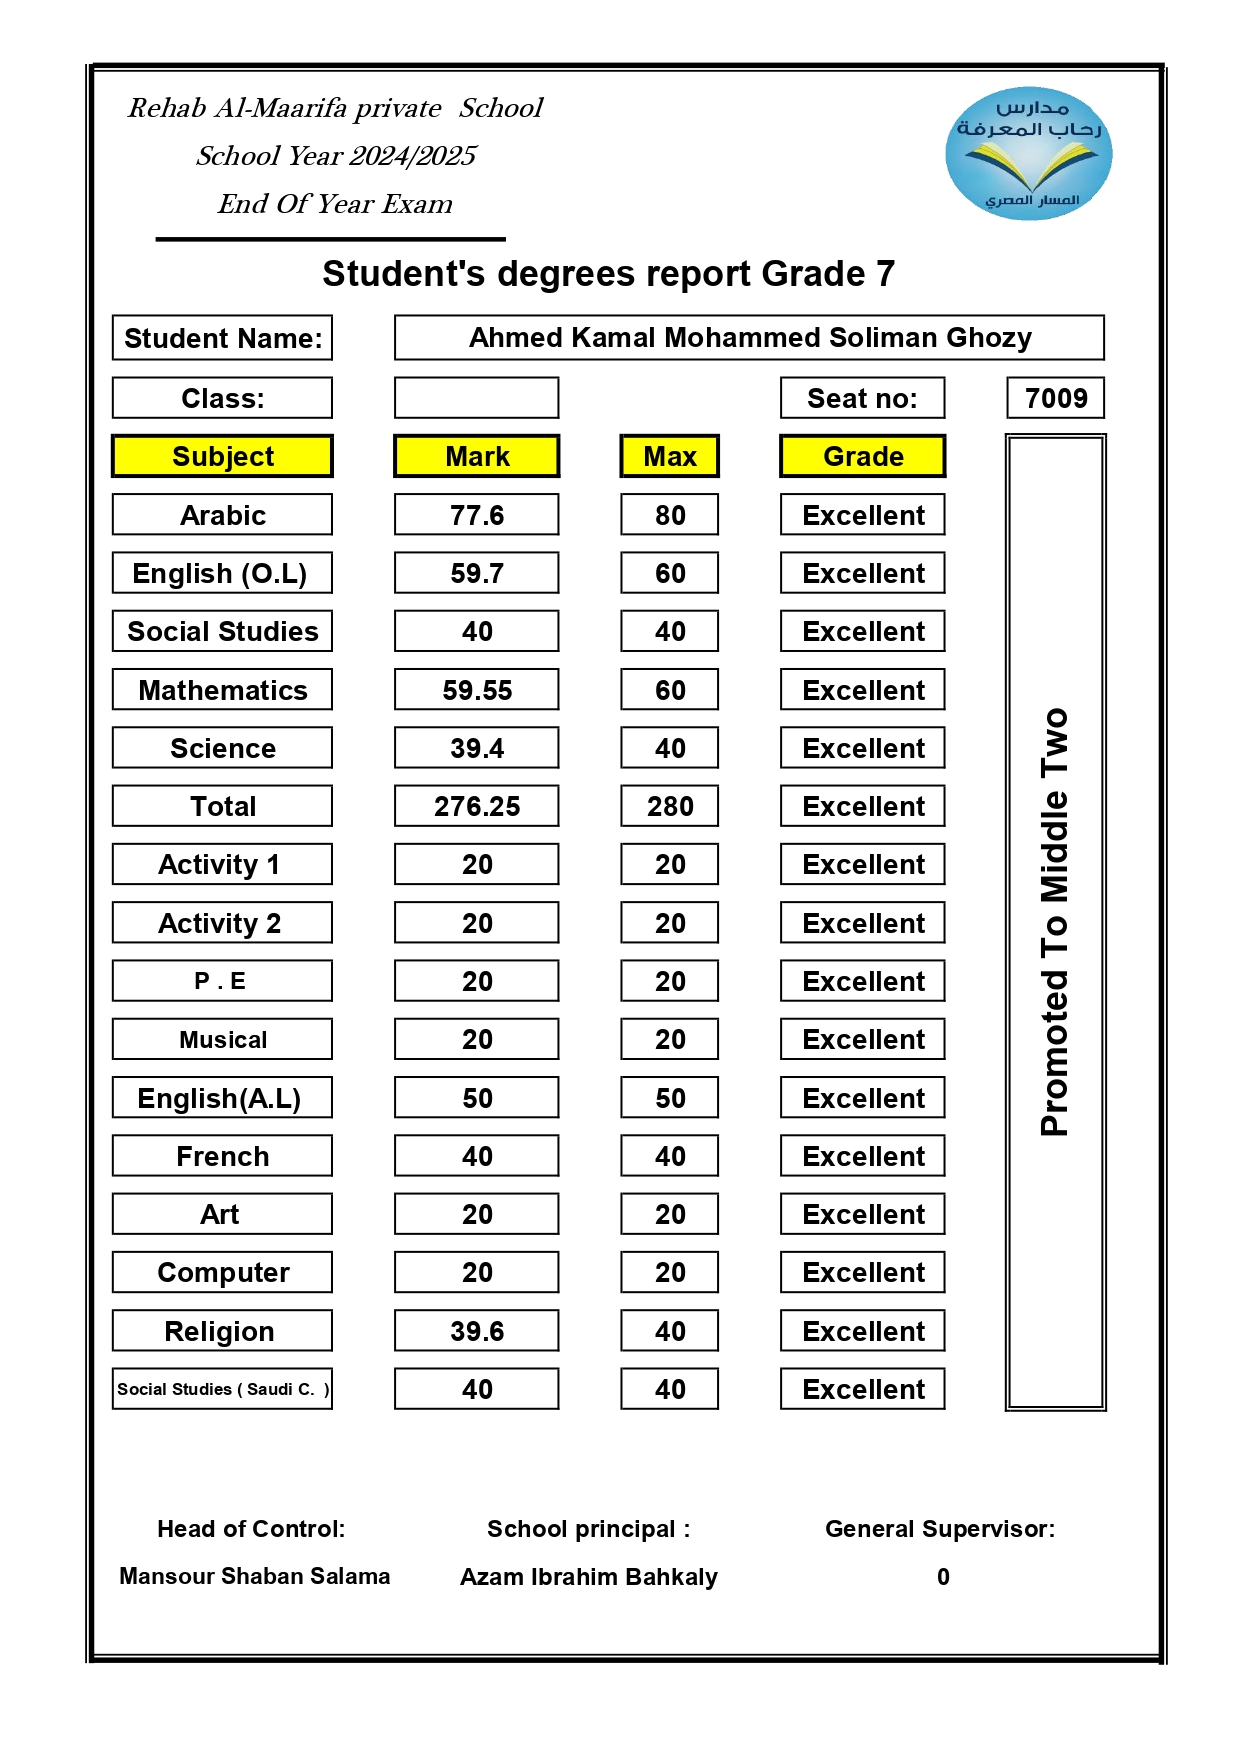 Rehab Al-Maarifa private School
School Year 2024/2025
End Of Year Exam
مدارس
رحاب المعرفة
المسار المصري
Student's degrees report Grade 7
Student Name: Ahmed Kamal Mohammed Soliman Ghozy
Class: Seat no: 7009
Subject Mark Max Grade
Arabic 77.6 80 Excellent
English (O.L) 59.7 60 Excellent
Social Studies 40 40 Excellent
Mathematics 59.55 60 Excellent
Science 39.4 40 Excellent
Total 276.25 280 Excellent
Activity 1 20 20 Excellent
Activity 2 20 20 Excellent
P . E 20 20 Excellent
Musical 20 20 Excellent
English(A.L) 50 50 Excellent
French 40 40 Excellent
Art 20 20 Excellent
Computer 20 20 Excellent
Religion 39.6 40 Excellent
Social Studies ( Saudi C. ) 40 40 Excellent
Promoted To Middle Two
Head of Control: School principal : General Supervisor:
Mansour Shaban Salama Azam Ibrahim Bahkaly 0